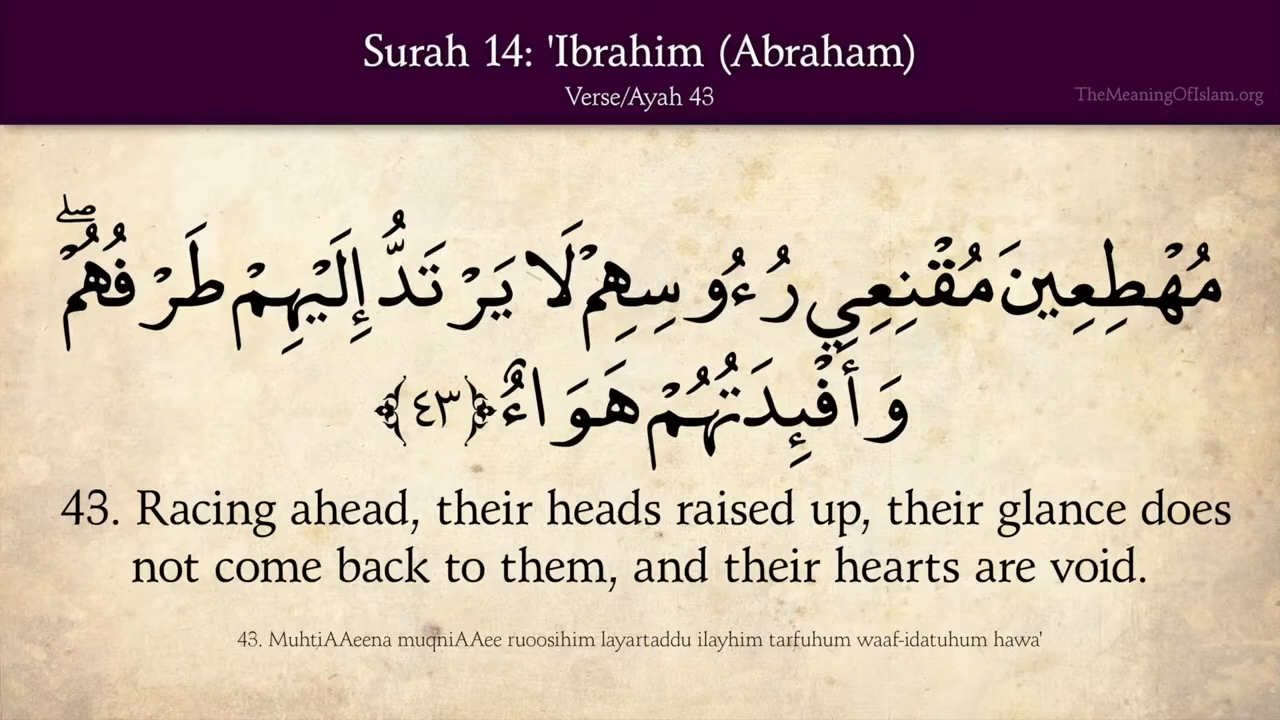 Surah 14: 'Ibrahim (Abraham)
Verse/Ayah 43
TheMeaningOfIslam.org
مُهْطِعِينَ مُقْنِعِي رُءُوسِهِمْ لَا يَرْتَدُّ إِلَيْهِمْ طَرْفُهُمْ ۖ
وَأَفْئِدَتُهُمْ هَوَاءٌ ﴿٤٣﴾
43. Racing ahead, their heads raised up, their glance does
not come back to them, and their hearts are void.
43. MuhtiAAeena muqniAAee ruoosihim layartaddu ilayhim tarfuhum waaf-idatuhum hawa'